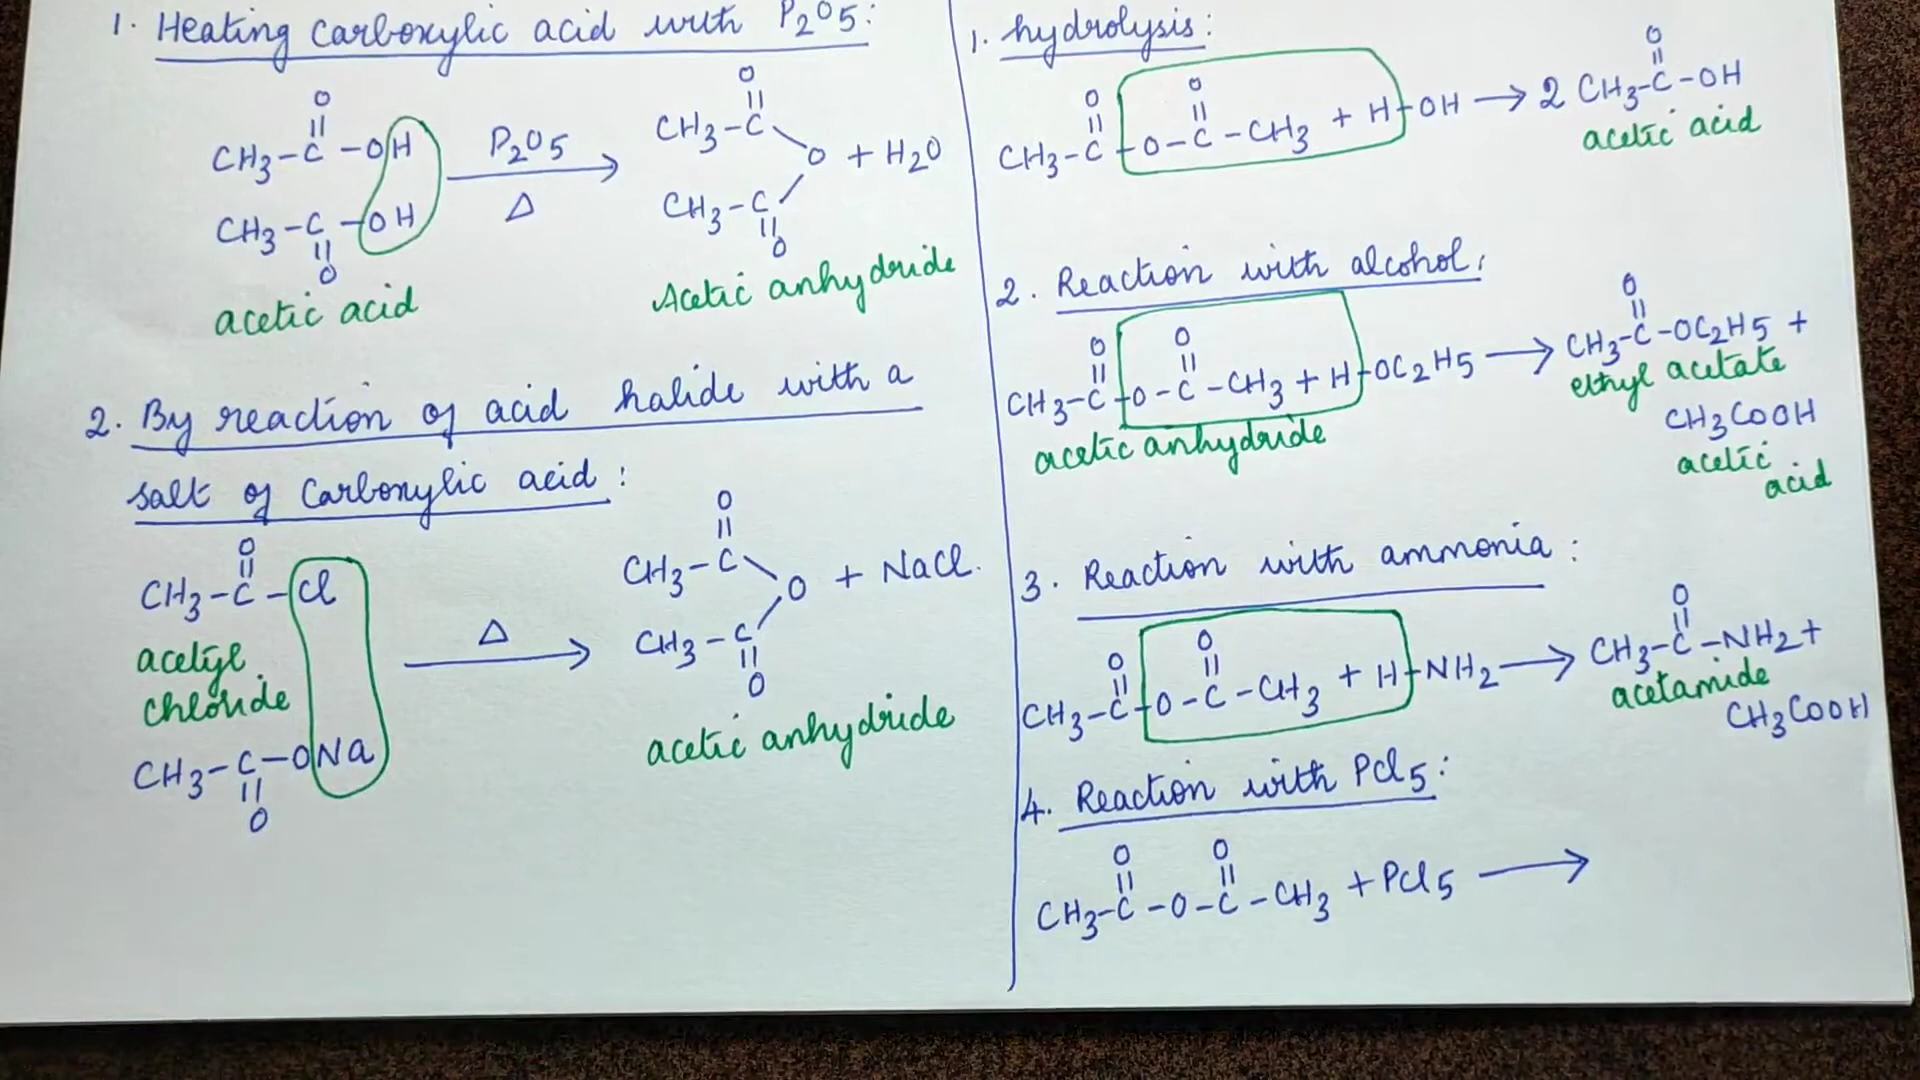 1. Heating carboxylic acid with P2O5:
O
||
CH3-C-OH
CH3-C-OH
||
O
acetic acid
P2O5
Δ
O
||
CH3-C
O + H2O
CH3-C
||
O
Acetic anhydride
2. By reaction of acid halide with a
salt of Carboxylic acid:
O
||
CH3-C-Cl
acetyl
chloride
CH3-C-ONa
||
O
Δ
O
||
CH3-C
O + NaCl.
CH3-C
||
O
acetic anhydride
1. hydrolysis:
O O O
|| || ||
CH3-C-O-C-CH3 + H-OH → 2 CH3-C-OH
acetic acid
2. Reaction with alcohol:
O O O
|| || ||
CH3-C-O-C-CH3 + H-OC2H5 → CH3-C-OC2H5 +
acetic anhydride
ethyl acetate
CH3COOH
acetic
acid
3. Reaction with ammonia:
O O O
|| || ||
CH3-C-O-C-CH3 + H-NH2 → CH3-C-NH2 +
acetamide
CH3COOH
4. Reaction with PCl5:
O O
|| ||
CH3-C-O-C-CH3 + PCl5 →